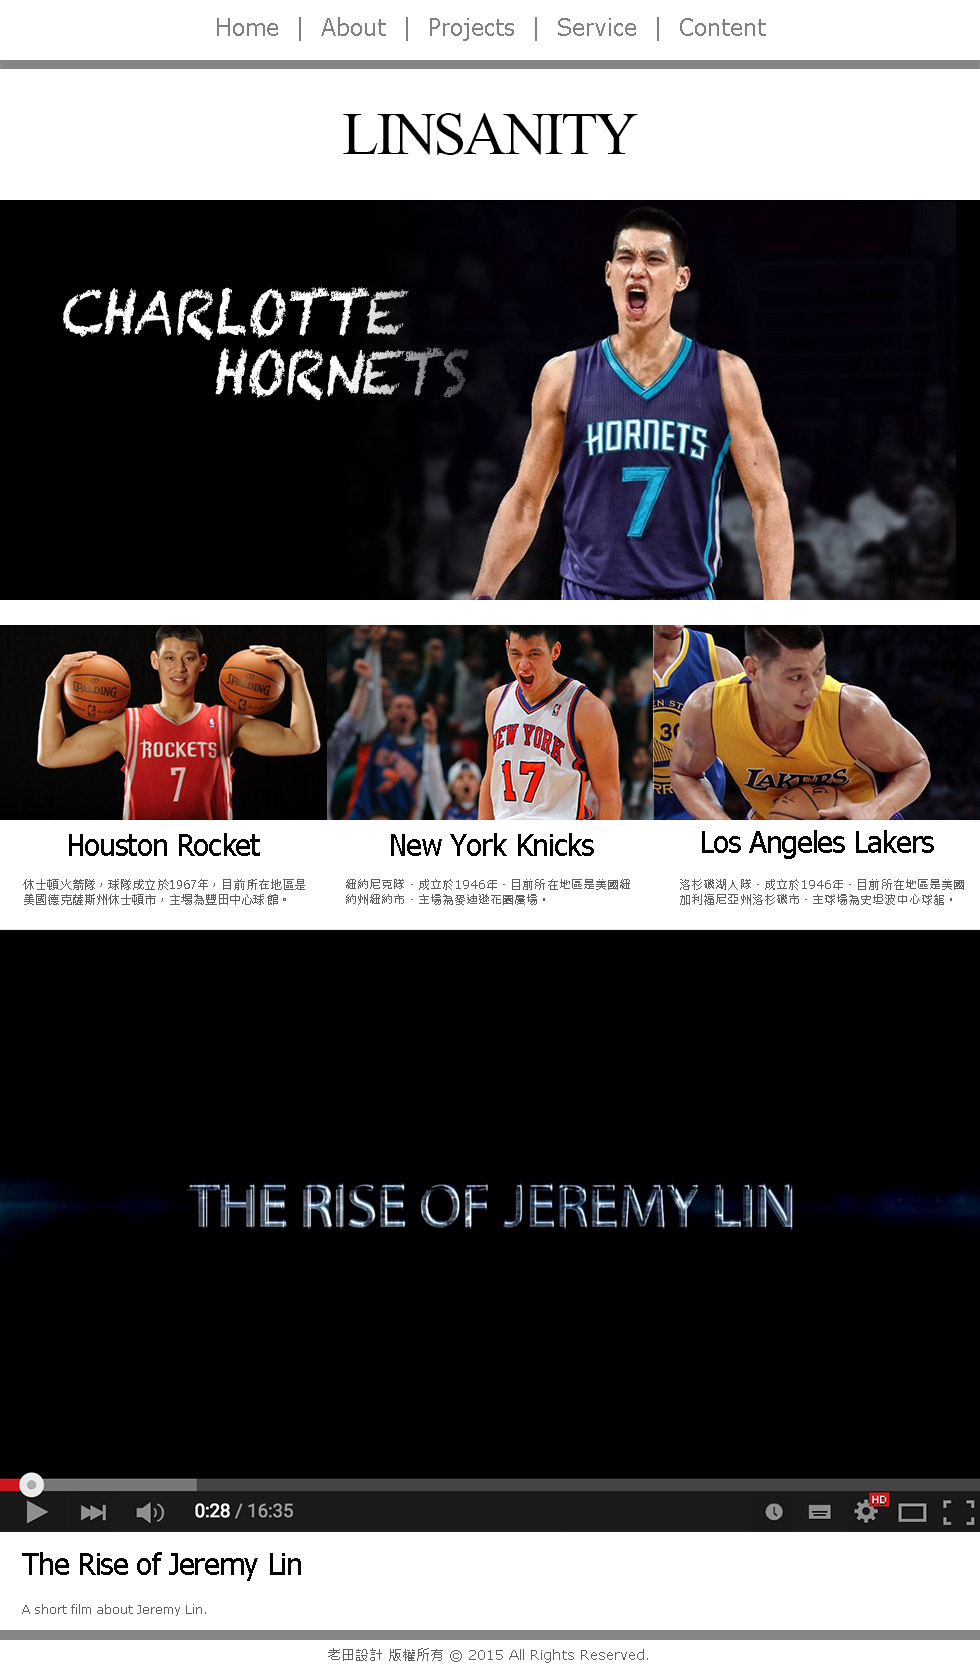 Home | About | Projects | Service | Content
LINSANITY
CHARLOTTE
HORNETS
HORNETS
7
SPALDING
SPALDING
ROCKETS
7
NEW YORK
17
EN ST
30
RR
LAKERS
Houston Rocket
休士頓火箭隊，球隊成立於1967年，目前所在地區是
美國德克薩斯州休士頓市，主場為豐田中心球館。
New York Knicks
紐約尼克隊，成立於1946年，目前所在地區是美國紐
約州紐約市，主場為麥迪遜花園廣場。
Los Angeles Lakers
洛杉磯湖人隊，成立於1946年，目前所在地區是美國
加利福尼亞州洛杉磯市，主球場為史坦波中心球館。
THE RISE OF JEREMY LIN
0:28 / 16:35
HD
The Rise of Jeremy Lin
A short film about Jeremy Lin.
老田設計 版權所有 © 2015 All Rights Reserved.